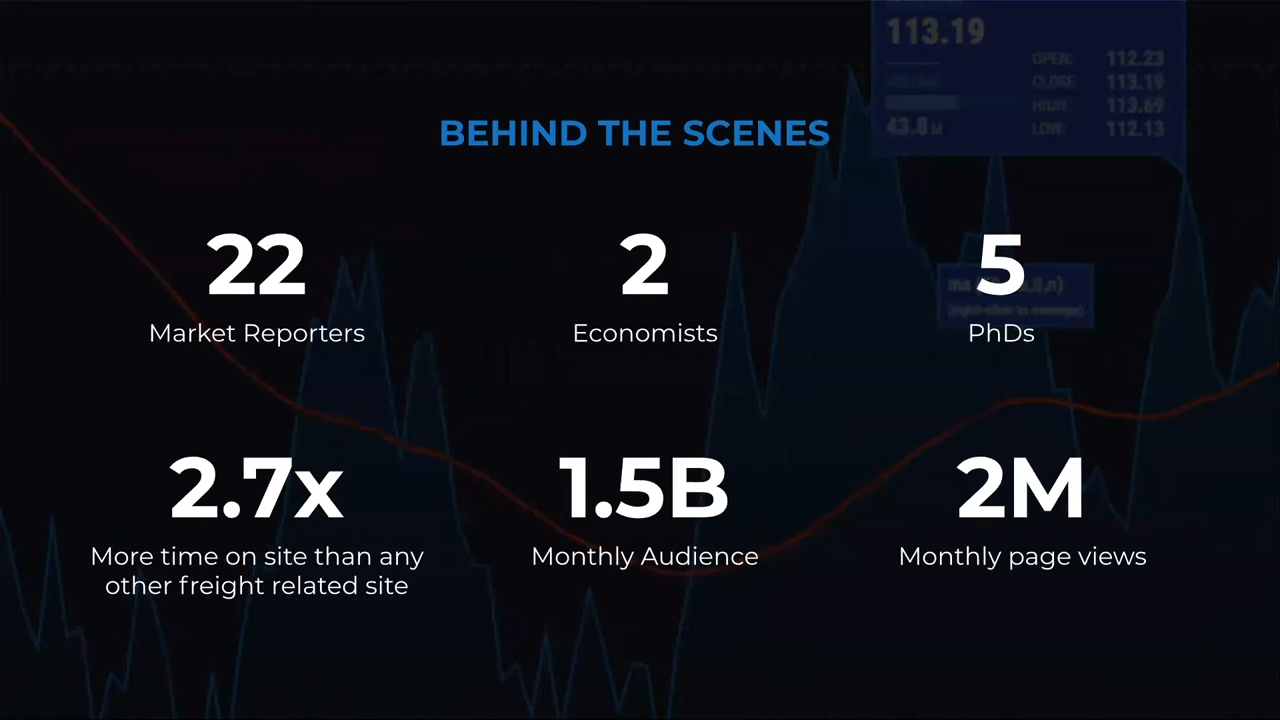 113.19
OPEN: 112.23
VOLUME
CLOSE 113.19
HIGH: 113.69
43.8 M
LOW: 112.13
BEHIND THE SCENES
22
2
5
Market Reporters
Economists
PhDs
2.7x
1.5B
2M
More time on site than any
other freight related site
Monthly Audience
Monthly page views